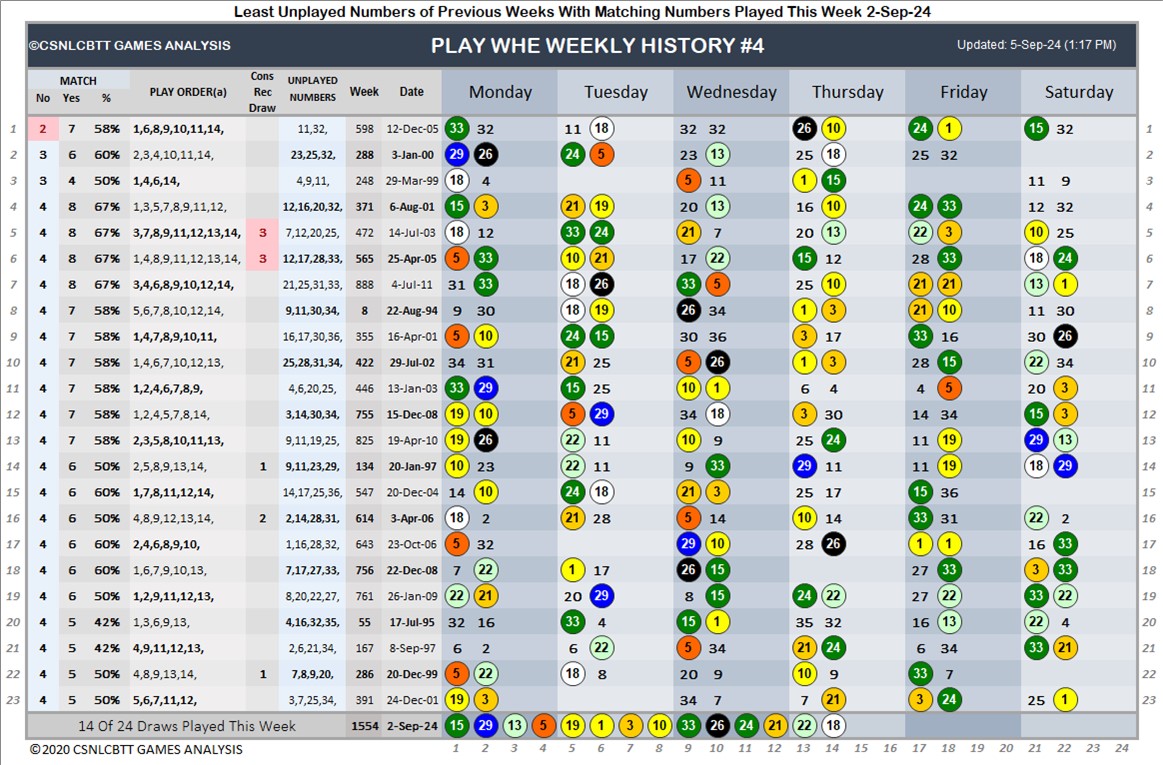 Least Unplayed Numbers of Previous Weeks With Matching Numbers Played This Week 2-Sep-24
©CSNLCBTT GAMES ANALYSIS PLAY WHE WEEKLY HISTORY #4 Updated: 5-Sep-24 (1:17 PM)
MATCH PLAY ORDER(a) Cons Rec Draw UNPLAYED NUMBERS Week Date Monday Tuesday Wednesday Thursday Friday Saturday
No Yes %
1 2 7 58% 1,6,8,9,10,11,14, 11,32, 598 12-Dec-05 33 32 11 18 32 32 26 10 24 1 15 32 1
2 3 6 60% 2,3,4,10,11,14, 23,25,32, 288 3-Jan-00 29 26 24 5 23 13 25 18 25 32 2
3 3 4 50% 1,4,6,14, 4,9,11, 248 29-Mar-99 18 4 5 11 1 15 11 9 3
4 4 8 67% 1,3,5,7,8,9,11,12, 12,16,20,32, 371 6-Aug-01 15 3 21 19 20 13 16 10 24 33 12 32 4
5 4 8 67% 3,7,8,9,11,12,13,14, 3 7,12,20,25, 472 14-Jul-03 18 12 33 24 21 7 20 13 22 3 10 25 5
6 4 8 67% 1,4,8,9,11,12,13,14, 3 12,17,28,33, 565 25-Apr-05 5 33 10 21 17 22 15 12 28 33 18 24 6
7 4 8 67% 3,4,6,8,9,10,12,14, 21,25,31,33, 888 4-Jul-11 31 33 18 26 33 5 25 10 21 21 13 1 7
8 4 7 58% 5,6,7,8,10,12,14, 9,11,30,34, 8 22-Aug-94 9 30 18 19 26 34 1 3 21 10 11 30 8
9 4 7 58% 1,4,7,8,9,10,11, 16,17,30,36, 355 16-Apr-01 5 10 24 15 30 36 3 17 33 16 30 26 9
10 4 7 58% 1,4,6,7,10,12,13, 25,28,31,34, 422 29-Jul-02 34 31 21 25 5 26 1 3 28 15 22 34 10
11 4 7 58% 1,2,4,6,7,8,9, 4,6,20,25, 446 13-Jan-03 33 29 15 25 10 1 6 4 4 5 20 3 11
12 4 7 58% 1,2,4,5,7,8,14, 3,14,30,34, 755 15-Dec-08 19 10 5 29 34 18 3 30 14 34 15 3 12
13 4 7 58% 2,3,5,8,10,11,13, 9,11,19,25, 825 19-Apr-10 19 26 22 11 10 9 25 24 11 19 29 13 13
14 4 6 50% 2,5,8,9,13,14, 1 9,11,23,29, 134 20-Jan-97 10 23 22 11 9 33 29 11 11 19 18 29 14
15 4 6 60% 1,7,8,11,12,14, 14,17,25,36, 547 20-Dec-04 14 10 24 18 21 3 25 17 15 36 15
16 4 6 50% 4,8,9,12,13,14, 2 2,14,28,31, 614 3-Apr-06 18 2 21 28 5 14 10 14 33 31 22 2 16
17 4 6 60% 2,4,6,8,9,10, 1,16,28,32, 643 23-Oct-06 5 32 29 10 28 26 1 1 16 33 17
18 4 6 60% 1,6,7,9,10,13, 7,17,27,33, 756 22-Dec-08 7 22 1 17 26 15 27 33 3 33 18
19 4 6 50% 1,2,9,11,12,13, 8,20,22,27, 761 26-Jan-09 22 21 20 29 8 15 24 22 27 22 33 22 19
20 4 5 42% 1,3,6,9,13, 4,16,32,35, 55 17-Jul-95 32 16 33 4 15 1 35 32 16 13 22 4 20
21 4 5 42% 4,9,11,12,13, 2,6,21,34, 167 8-Sep-97 6 2 6 22 5 34 21 24 6 34 33 21 21
22 4 5 50% 4,8,9,13,14, 1 7,8,9,20, 286 20-Dec-99 5 22 18 8 20 9 10 9 33 7 22
23 4 5 50% 5,6,7,11,12, 3,7,25,34, 391 24-Dec-01 19 3 34 7 7 21 3 24 25 1 23
14 Of 24 Draws Played This Week 1554 2-Sep-24 15 29 13 5 19 1 3 10 33 26 24 21 22 18
© 2020 CSNLCBTT GAMES ANALYSIS 1 2 3 4 5 6 7 8 9 10 11 12 13 14 15 16 17 18 19 20 21 22 23 24